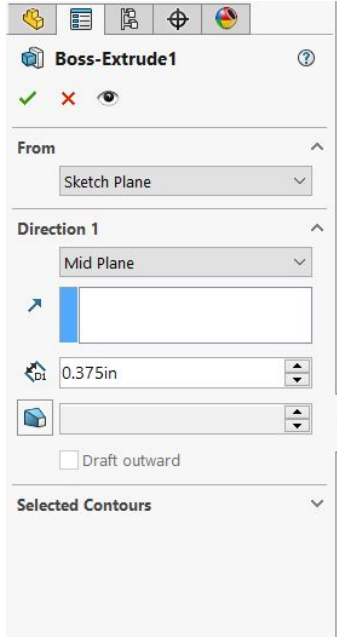 Boss-Extrude1
From
Sketch Plane
Direction 1
Mid Plane
D1
0.375in
Draft outward
Selected Contours